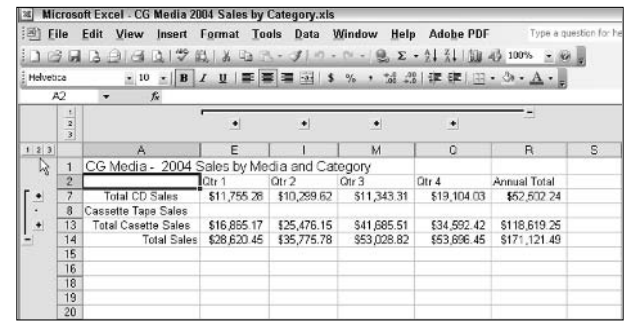 Microsoft Excel - CG Media 2004 Sales by Category.xls
File Edit View Insert Format Tools Data Window Help Adobe PDF Type a question for he
100%
Helvetica 10 B I U $ % ,
A2 fx
1
2
3
1 2 3 A E I M Q R S
1 CG Media - 2004 Sales by Media and Category
2 Qtr 1 Qtr 2 Qtr 3 Qtr 4 Annual Total
7 Total CD Sales $11,755.28 $10,299.62 $11,343.31 $19,104.03 $52,502.24
8 Cassette Tape Sales
13 Total Casette Sales $16,865.17 $25,476.15 $41,685.51 $34,592.42 $118,619.25
14 Total Sales $28,620.45 $35,775.78 $53,028.82 $53,696.45 $171,121.49
15
16
18
19
20